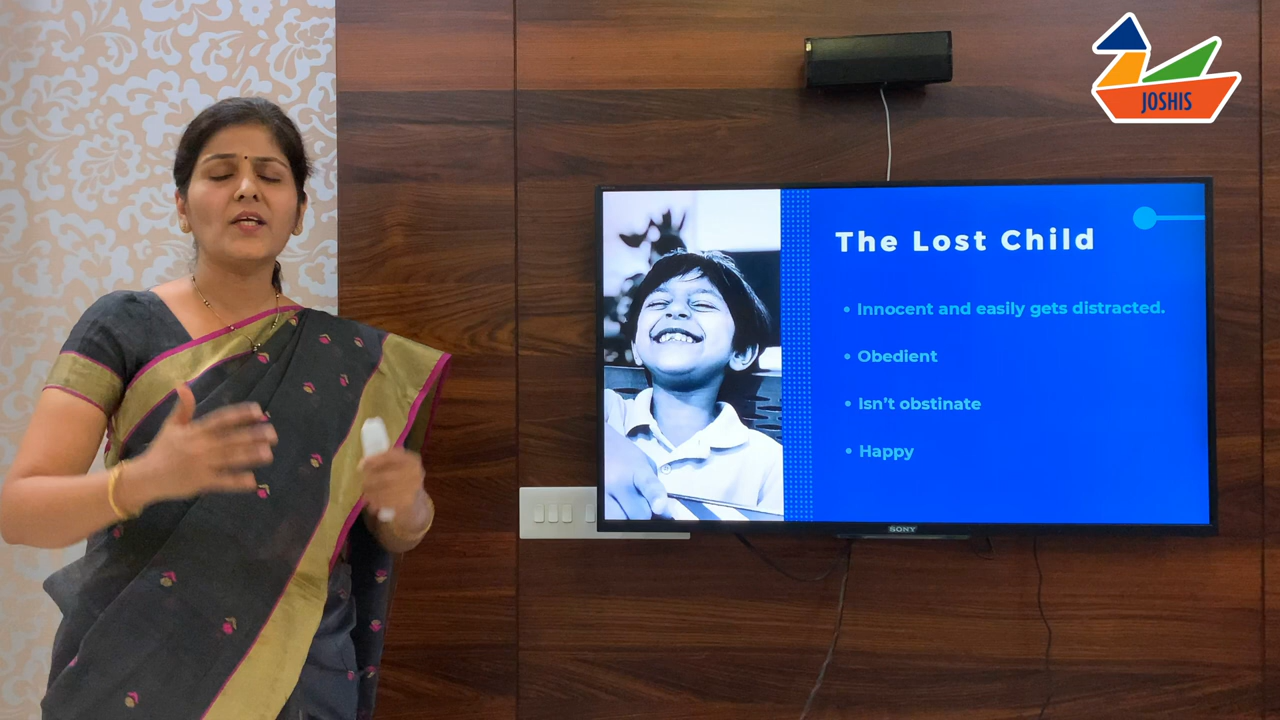 JOSHIS
The Lost Child
• Innocent and easily gets distracted.
• Obedient
• Isn’t obstinate
• Happy
SONY